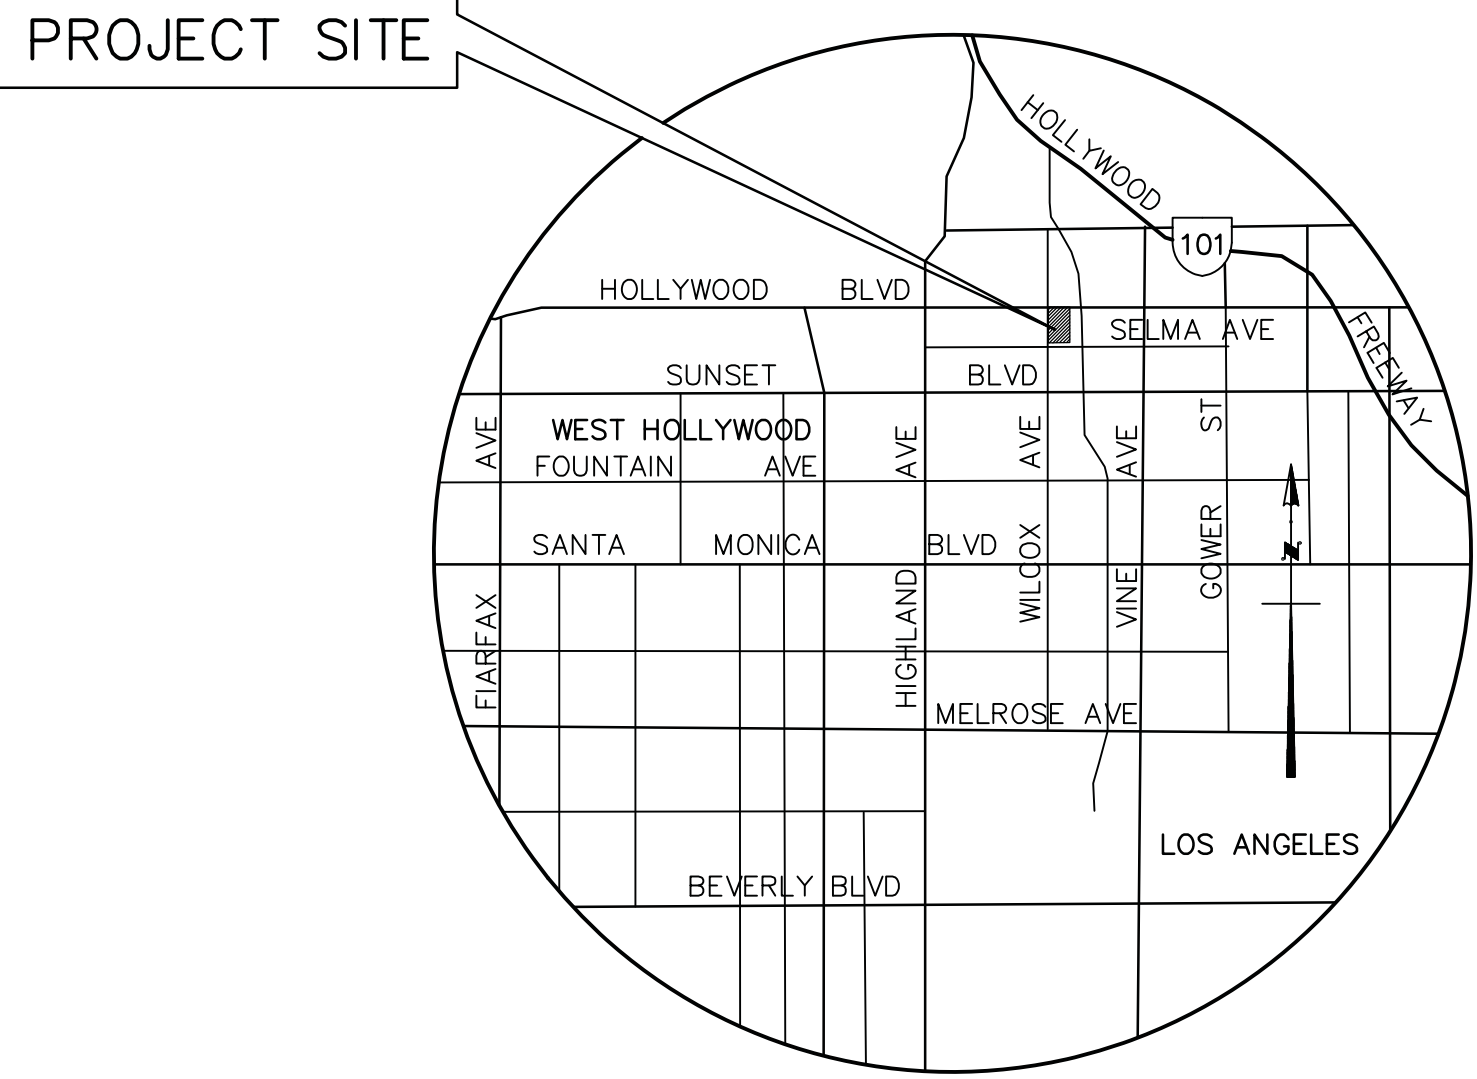 PROJECT SITE
HOLLYWOOD
101
FREEWAY
HOLLYWOOD BLVD
SELMA AVE
SUNSET BLVD
WEST HOLLYWOOD
FOUNTAIN AVE
SANTA MONICA BLVD
FIARFAX AVE
HIGHLAND AVE
WILCOX AVE
VINE AVE
GOWER ST
N
MELROSE AVE
LOS ANGELES
BEVERLY BLVD